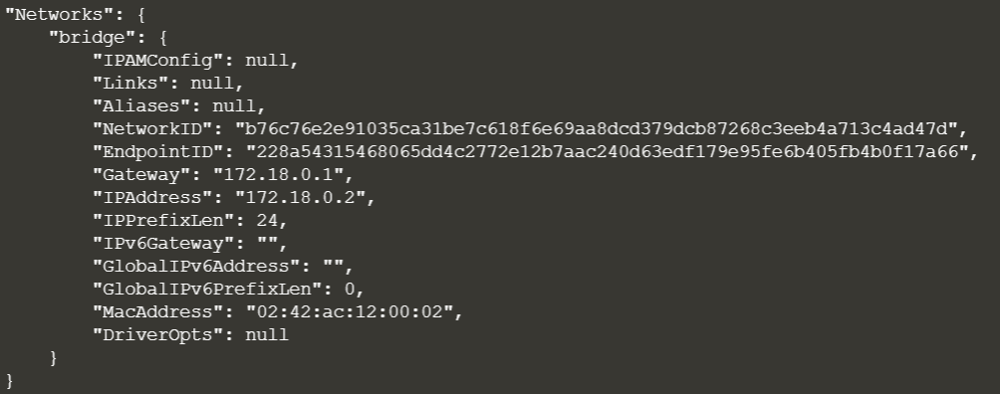 "Networks": {
"bridge": {
"IPAMConfig": null,
"Links": null,
"Aliases": null,
"NetworkID": "b76c76e2e91035ca31be7c618f6e69aa8dcd379dcb87268c3eeb4a713c4ad47d",
"EndpointID": "228a54315468065dd4c2772e12b7aac240d63edf179e95fe6b405fb4b0f17a66",
"Gateway": "172.18.0.1",
"IPAddress": "172.18.0.2",
"IPPrefixLen": 24,
"IPv6Gateway": "",
"GlobalIPv6Address": "",
"GlobalIPv6PrefixLen": 0,
"MacAddress": "02:42:ac:12:00:02",
"DriverOpts": null
}
}